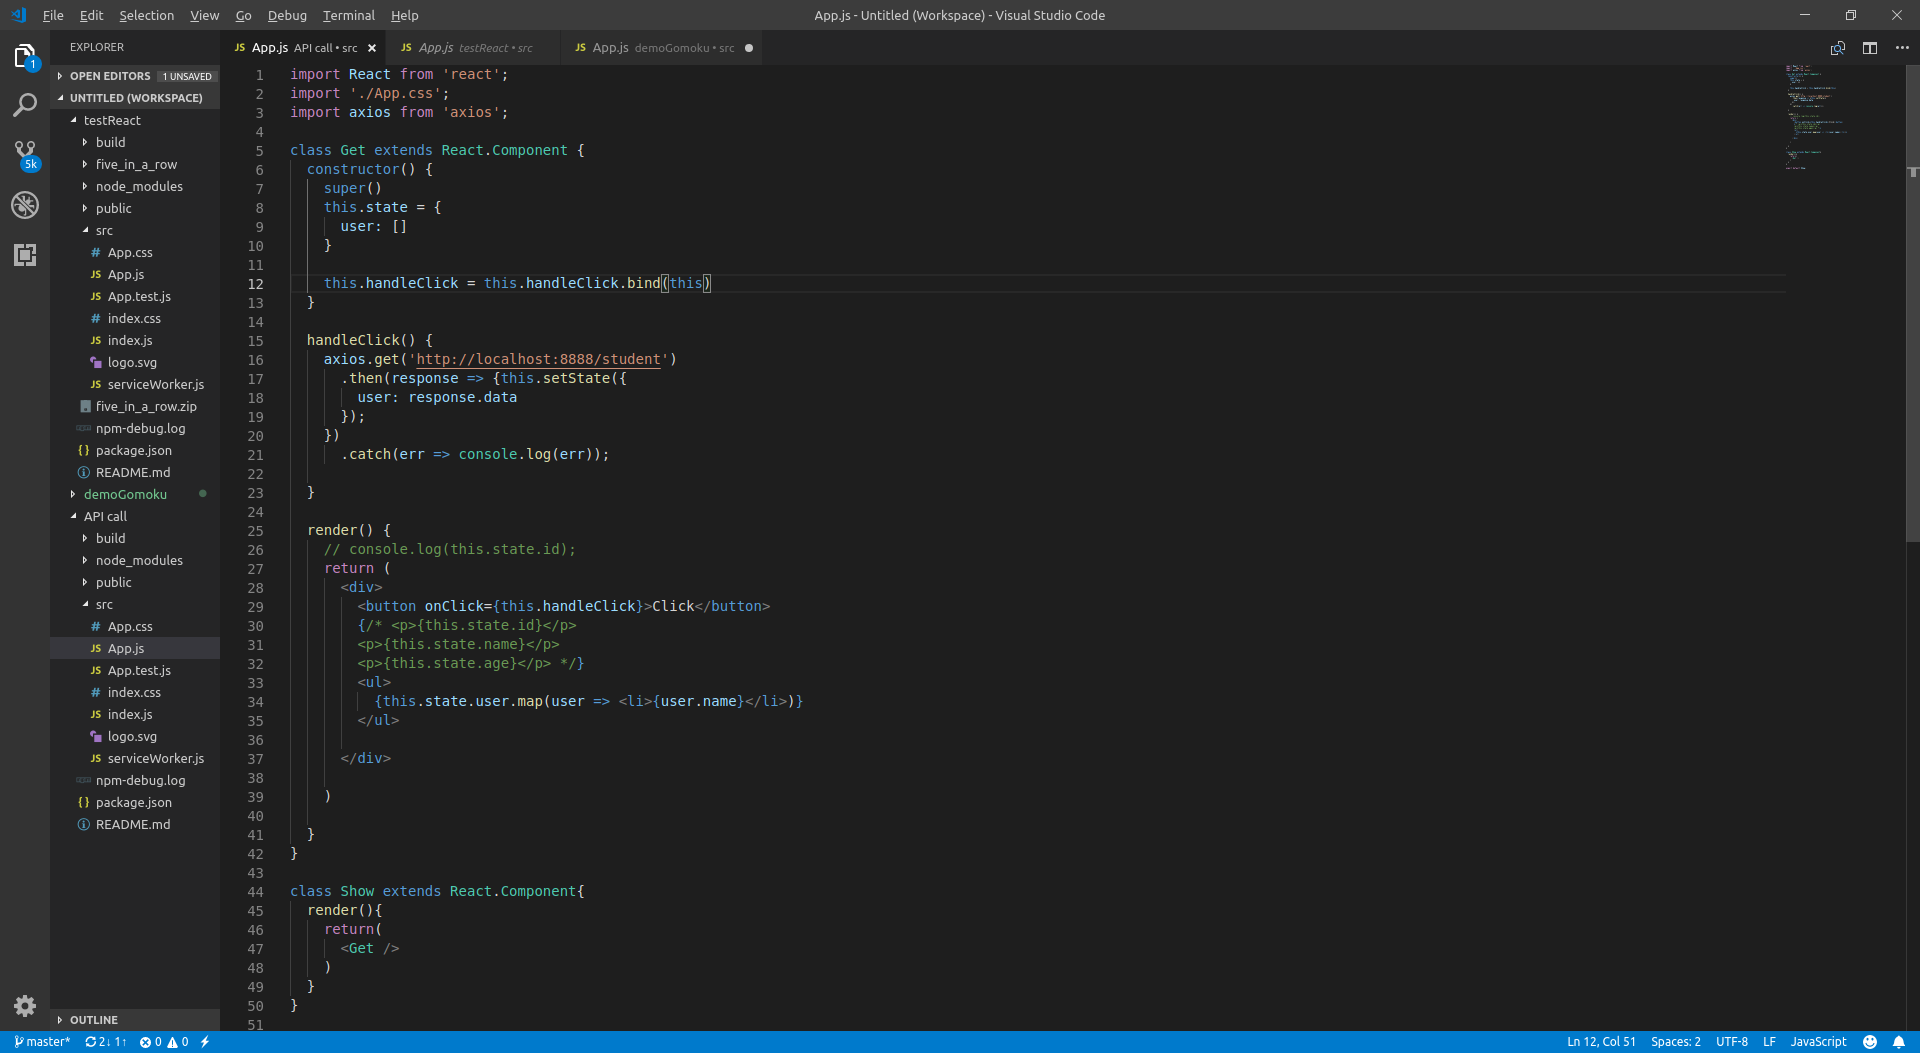 File Edit Selection View Go Debug Terminal Help
App.js - Untitled (Workspace) - Visual Studio Code
EXPLORER
OPEN EDITORS 1 UNSAVED
UNTITLED (WORKSPACE)
testReact
build
five_in_a_row
node_modules
public
src
# App.css
JS App.js
JS App.test.js
# index.css
JS index.js
logo.svg
JS serviceWorker.js
five_in_a_row.zip
npm-debug.log
{} package.json
README.md
demoGomoku
API call
build
node_modules
public
src
# App.css
JS App.js
JS App.test.js
# index.css
JS index.js
logo.svg
JS serviceWorker.js
npm-debug.log
{} package.json
README.md
OUTLINE
1
5k
JS App.js API call • src
JS App.js testReact • src
JS App.js demoGomoku • src
1 import React from 'react';
2 import './App.css';
3 import axios from 'axios';
4
5 class Get extends React.Component {
6   constructor() {
7     super()
8     this.state = {
9       user: []
10     }
11
12     this.handleClick = this.handleClick.bind(this)
13   }
14
15   handleClick() {
16     axios.get('http://localhost:8888/student')
17       .then(response => {this.setState({
18         user: response.data
19       });
20     })
21       .catch(err => console.log(err));
22
23   }
24
25   render() {
26     // console.log(this.state.id);
27     return (
28       <div>
29         <button onClick={this.handleClick}>Click</button>
30         {/* <p>{this.state.id}</p>
31         <p>{this.state.name}</p>
32         <p>{this.state.age}</p> */}
33         <ul>
34           {this.state.user.map(user => <li>{user.name}</li>)}
35         </ul>
36
37       </div>
38
39     )
40
41   }
42 }
43
44 class Show extends React.Component{
45   render(){
46     return(
47       <Get />
48     )
49   }
50 }
51
master* 2↓ 1↑ 0 0
Ln 12, Col 51 Spaces: 2 UTF-8 LF JavaScript